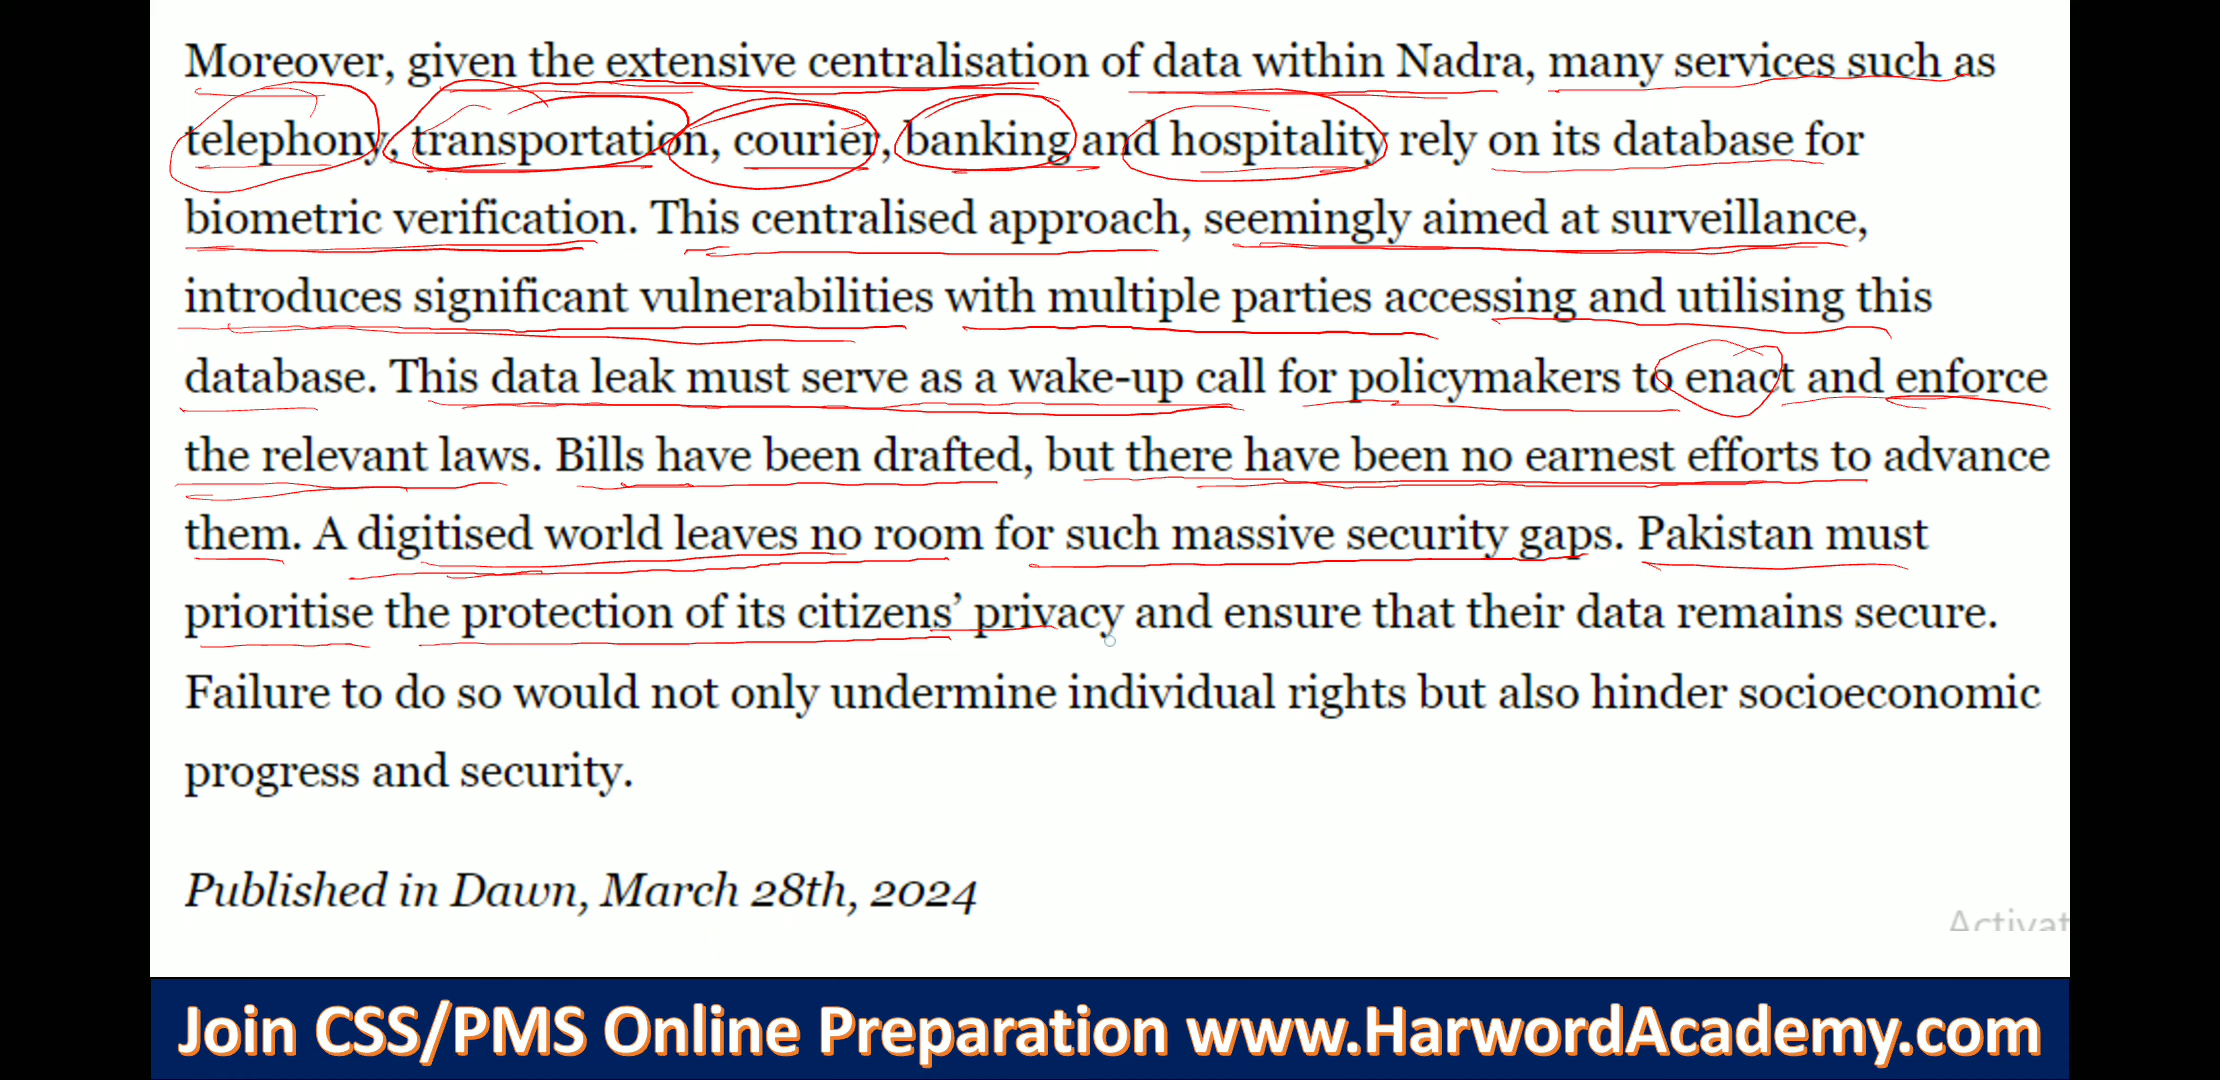 Moreover, given the extensive centralisation of data within Nadra, many services such as
telephony, transportation, courier, banking and hospitality rely on its database for
biometric verification. This centralised approach, seemingly aimed at surveillance,
introduces significant vulnerabilities with multiple parties accessing and utilising this
database. This data leak must serve as a wake-up call for policymakers to enact and enforce
the relevant laws. Bills have been drafted, but there have been no earnest efforts to advance
them. A digitised world leaves no room for such massive security gaps. Pakistan must
prioritise the protection of its citizens’ privacy and ensure that their data remains secure.
Failure to do so would not only undermine individual rights but also hinder socioeconomic
progress and security.
Published in Dawn, March 28th, 2024
Activat
Join CSS/PMS Online Preparation www.HarwordAcademy.com